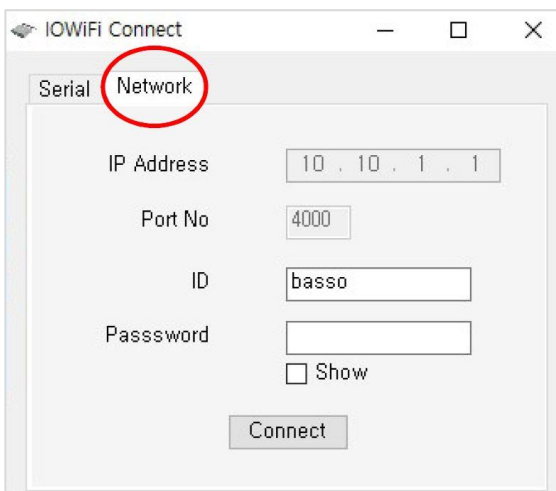 IOWiFi Connect
Serial Network
IP Address 10 . 10 . 1 . 1
Port No 4000
ID basso
Passsword
Show
Connect